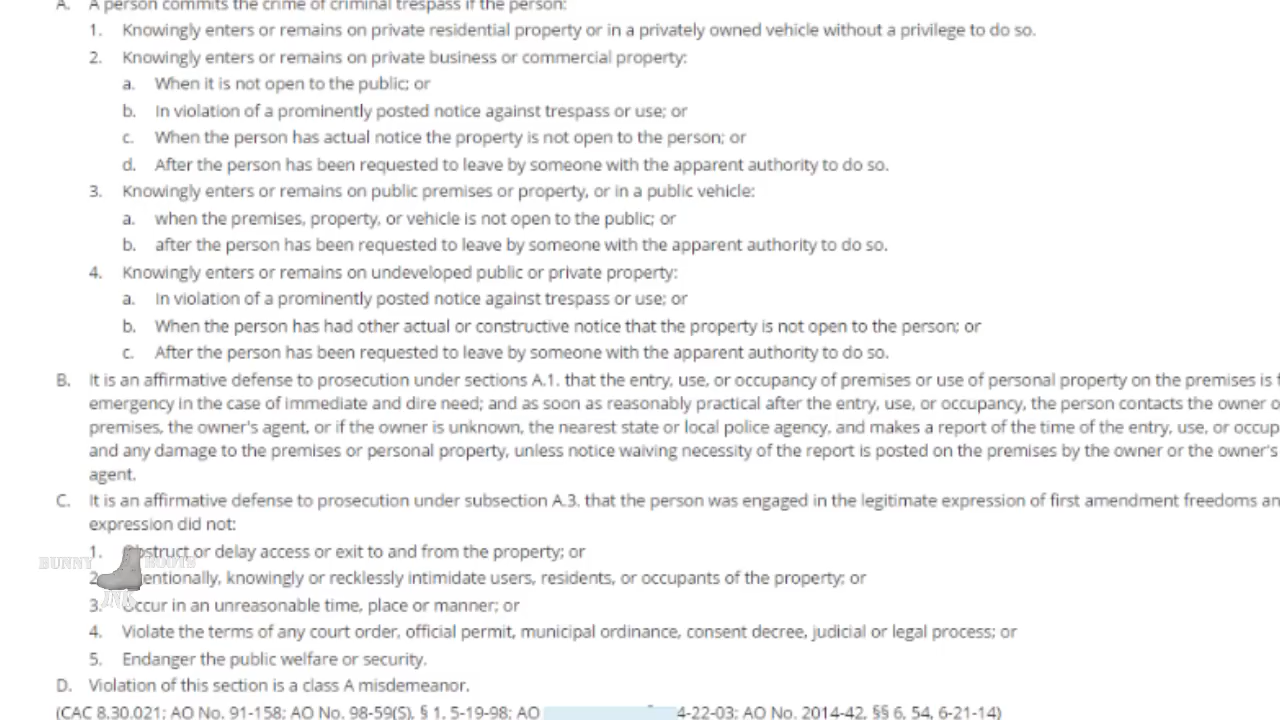 A. A person commits the crime of criminal trespass if the person:
1. Knowingly enters or remains on private residential property or in a privately owned vehicle without a privilege to do so.
2. Knowingly enters or remains on private business or commercial property:
a. When it is not open to the public; or
b. In violation of a prominently posted notice against trespass or use; or
c. When the person has actual notice the property is not open to the person; or
d. After the person has been requested to leave by someone with the apparent authority to do so.
3. Knowingly enters or remains on public premises or property, or in a public vehicle:
a. when the premises, property, or vehicle is not open to the public; or
b. after the person has been requested to leave by someone with the apparent authority to do so.
4. Knowingly enters or remains on undeveloped public or private property:
a. In violation of a prominently posted notice against trespass or use; or
b. When the person has had other actual or constructive notice that the property is not open to the person; or
c. After the person has been requested to leave by someone with the apparent authority to do so.
B. It is an affirmative defense to prosecution under sections A.1. that the entry, use, or occupancy of premises or use of personal property on the premises is
emergency in the case of immediate and dire need; and as soon as reasonably practical after the entry, use, or occupancy, the person contacts the owner
premises, the owner's agent, or if the owner is unknown, the nearest state or local police agency, and makes a report of the time of the entry, use, or occup
and any damage to the premises or personal property, unless notice waiving necessity of the report is posted on the premises by the owner or the owner's
agent.
C. It is an affirmative defense to prosecution under subsection A.3. that the person was engaged in the legitimate expression of first amendment freedoms an
expression did not:
1. Obstruct or delay access or exit to and from the property; or
2. entionally, knowingly or recklessly intimidate users, residents, or occupants of the property; or
3. Occur in an unreasonable time, place or manner; or
4. Violate the terms of any court order, official permit, municipal ordinance, consent decree, judicial or legal process; or
5. Endanger the public welfare or security.
D. Violation of this section is a class A misdemeanor.
(CAC 8.30.021; AO No. 91-158; AO No. 98-59(S), § 1, 5-19-98; AO 4-22-03; AO No. 2014-42, §§ 6, 54, 6-21-14)
BUNNY BOOTS
INK